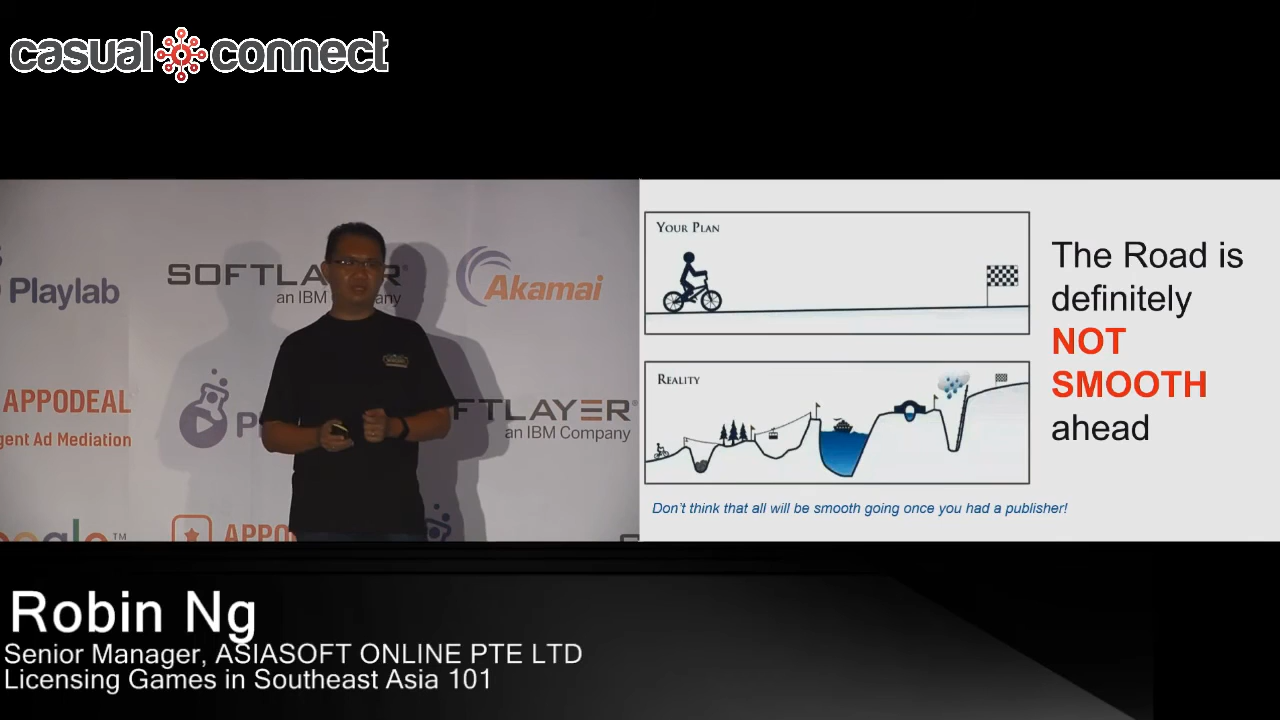 casual connect
Playlab
SOFTLAYER
an IBM Company
Akamai
APPODEAL
gent Ad Mediation
P
FTLAYER
an IBM Company
ogle™
APPO
S
YOUR PLAN
REALITY
The Road is
definitely
NOT
SMOOTH
ahead
Don't think that all will be smooth going once you had a publisher!
Robin Ng
Senior Manager, ASIASOFT ONLINE PTE LTD
Licensing Games in Southeast Asia 101